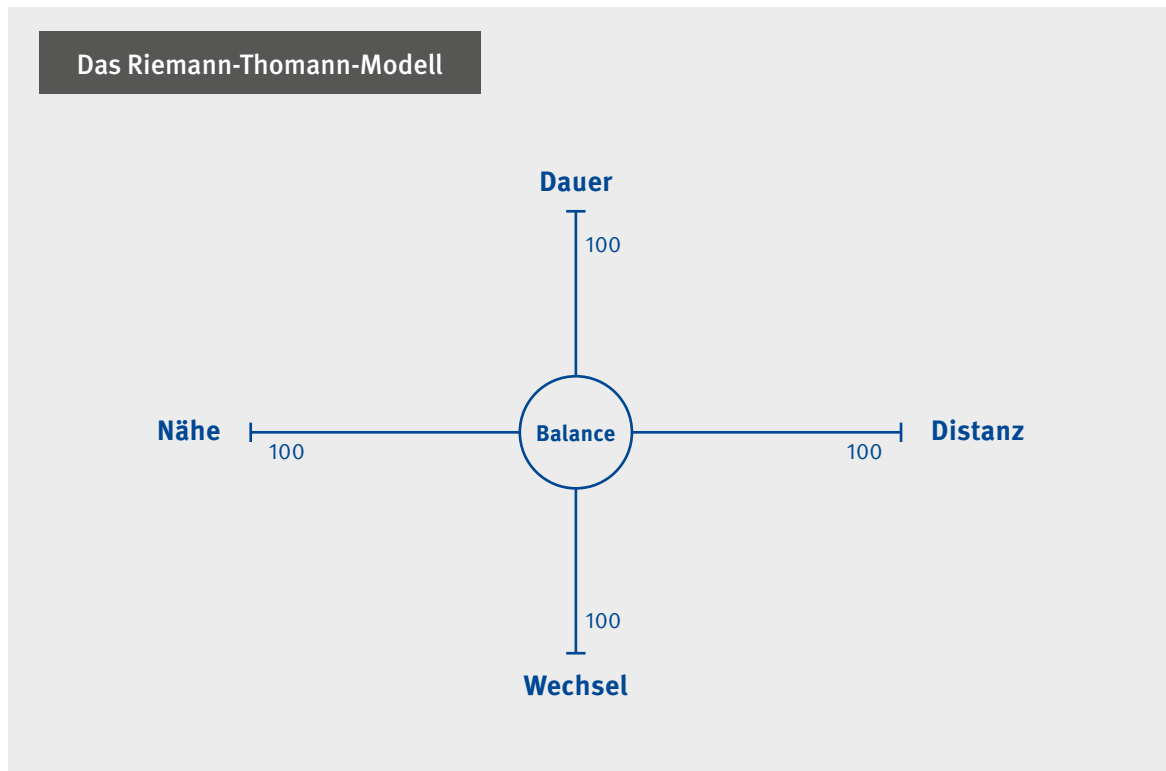 Das Riemann-Thomann-Modell
Dauer
100
Nähe
100
Balance
100
Distanz
100
Wechsel